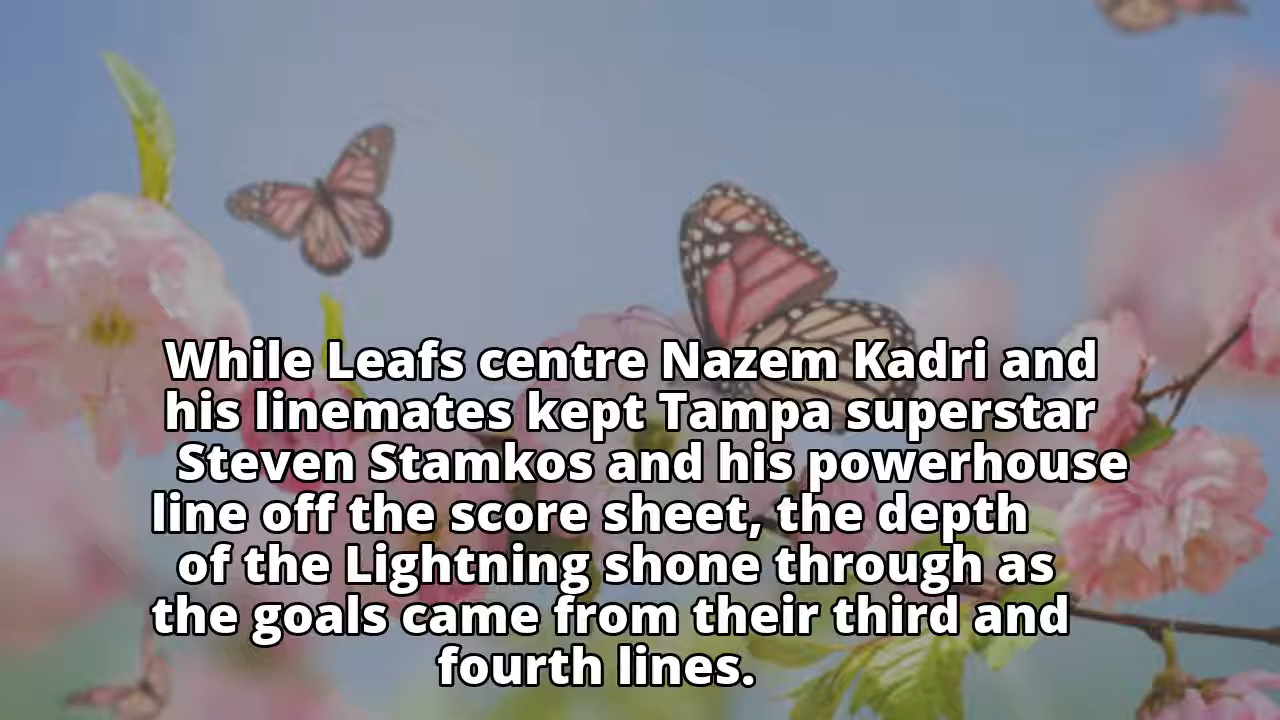 While Leafs centre Nazem Kadri and
his linemates kept Tampa superstar
Steven Stamkos and his powerhouse
line off the score sheet, the depth
of the Lightning shone through as
the goals came from their third and
fourth lines.